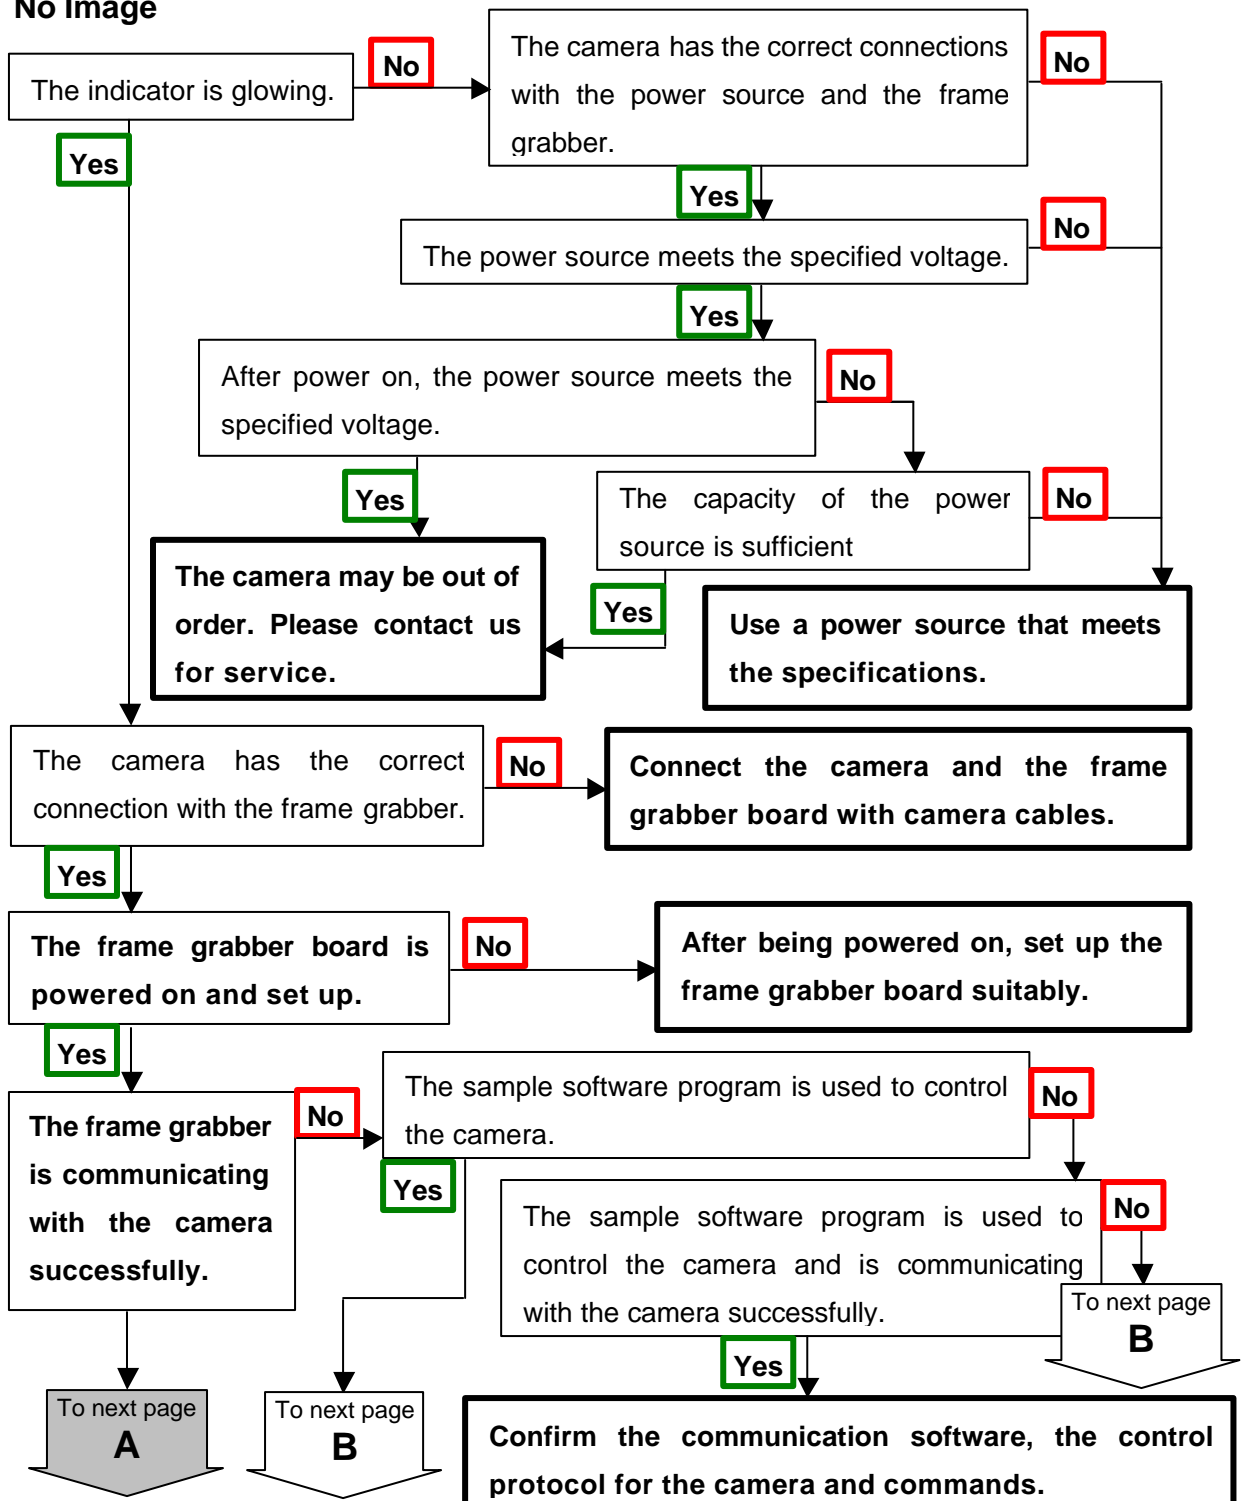 No Image
The indicator is glowing.
No
The camera has the correct connections
with the power source and the frame
grabber.
No
Yes
Yes
The power source meets the specified voltage.
No
Yes
After power on, the power source meets the
specified voltage.
No
Yes
The capacity of the power
source is sufficient
No
Yes
The camera may be out of
order. Please contact us
for service.
Use a power source that meets
the specifications.
The camera has the correct
connection with the frame grabber.
No
Connect the camera and the frame
grabber board with camera cables.
Yes
The frame grabber board is
powered on and set up.
No
After being powered on, set up the
frame grabber board suitably.
Yes
The frame grabber
is communicating
with the camera
successfully.
No
The sample software program is used to control
the camera.
No
Yes
The sample software program is used to
control the camera and is communicating
with the camera successfully.
No
To next page
B
Yes
To next page
A
To next page
B
Confirm the communication software, the control
protocol for the camera and commands.